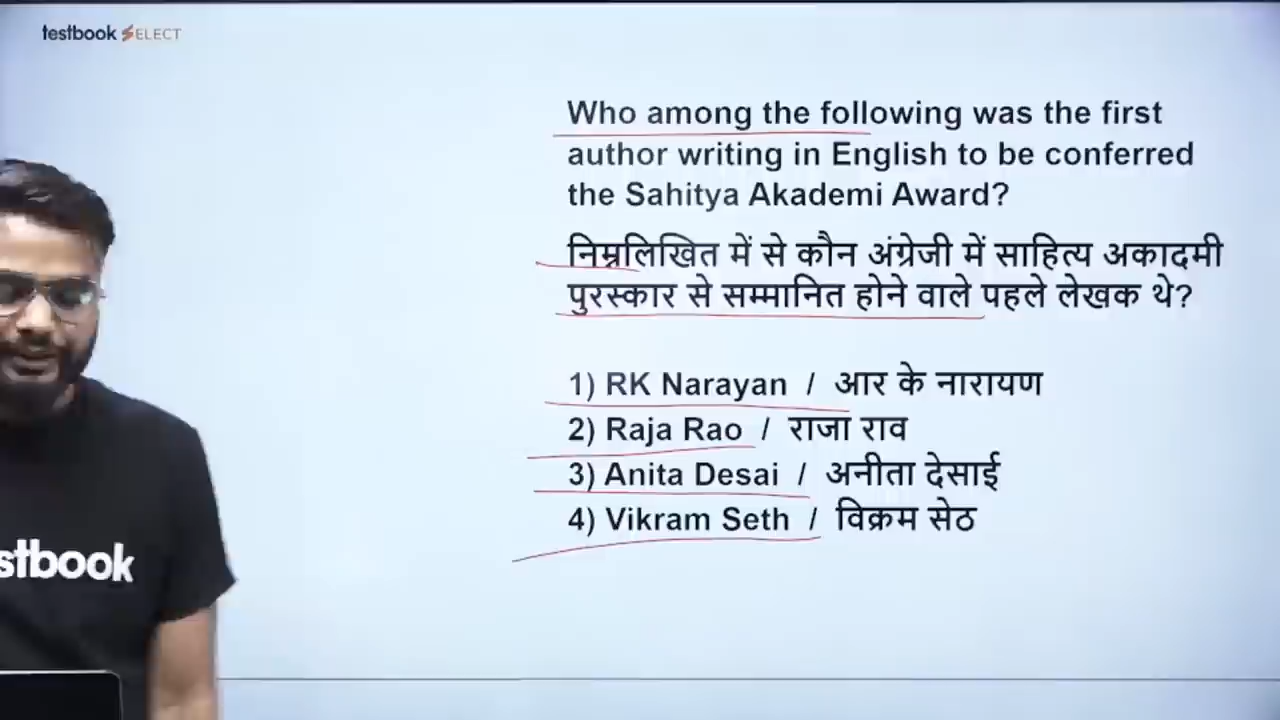 testbook SELECT
Who among the following was the first
author writing in English to be conferred
the Sahitya Akademi Award?
निम्नलिखित में से कौन अंग्रेजी में साहित्य अकादमी
पुरस्कार से सम्मानित होने वाले पहले लेखक थे?
1) RK Narayan / आर के नारायण
2) Raja Rao / राजा राव
3) Anita Desai / अनीता देसाई
4) Vikram Seth / विक्रम सेठ
stbook